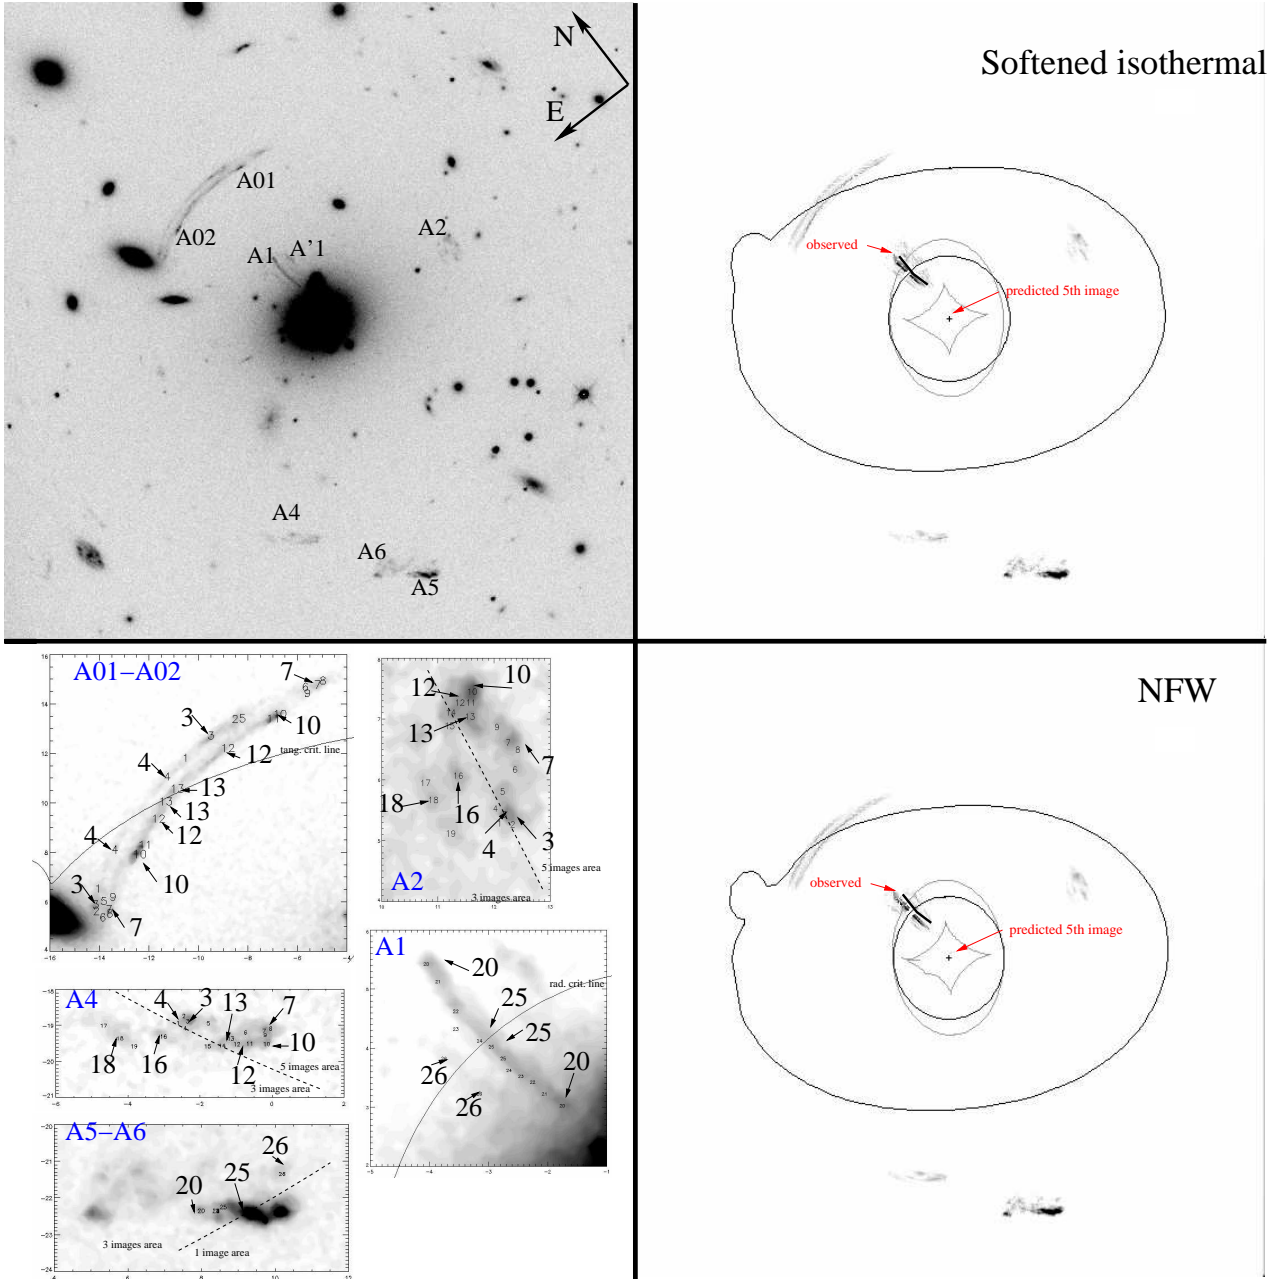 N
E
A01
A02
A'1
A1
A2
A4
A6
A5
Softened isothermal
observed
predicted 5th image
A01–A02
7
3
25
10
12
tang. crit. line
4
13
13
12
4
10
3
7
A2
12
10
13
7
18
16
4
3
5 images area
3 images area
A1
20
rad. crit. line
25
25
26
20
26
A4
4
3
13
7
18
16
12
10
5 images area
3 images area
A5–A6
20
25
26
3 images area
1 image area
NFW
observed
predicted 5th image